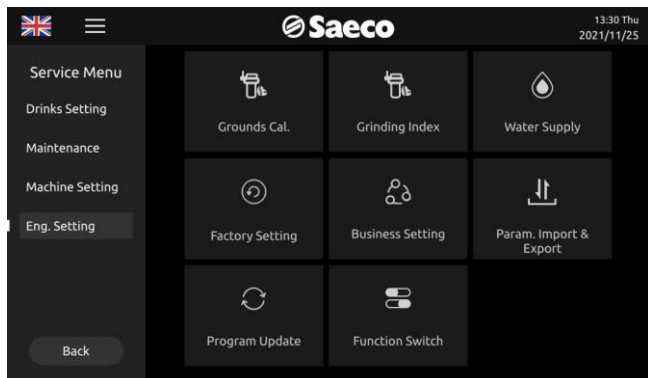 Saeco
13:30 Thu
2021/11/25
Service Menu
Drinks Setting
Maintenance
Machine Setting
Eng. Setting
Back
Grounds Cal.
Grinding Index
Water Supply
Factory Setting
Business Setting
Param. Import &
Export
Program Update
Function Switch